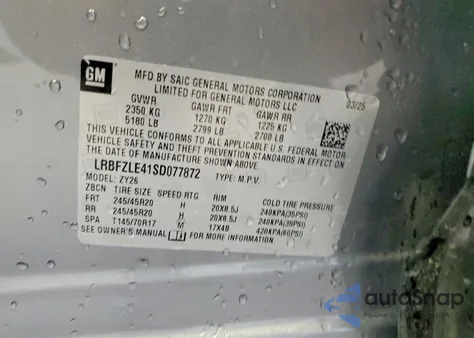 GM
MFD BY SAIC GENERAL MOTORS CORPORATION
LIMITED FOR GENERAL MOTORS LLC
03/25
GVWR GAWR FRT GAWR RR
2350 KG 1270 KG 1225 KG
5180 LB 2799 LB 2700 LB
THIS VEHICLE CONFORMS TO ALL APPLICABLE U.S. FEDERAL MOTOR
VEHICLE SAFETY AND THEFT PREVENTION STANDARDS IN EFFECT ON
THE DATE OF MANUFACTURE SHOWN ABOVE.
LRBFZLE41SD077872 TYPE: M.P.V.
MODEL: ZY26
ZBCN TIRE SIZE SPEED RTG RIM COLD TIRE PRESSURE
FRT 245/45R20 H 20X8.5J 240KPA(35PSI)
RR 245/45R20 H 20X8.5J 240KPA(35PSI)
SPA T145/70R17 M 17X4B 420KPA(60PSI)
SEE OWNER'S MANUAL FOR MORE INFORMATION
autoSnap